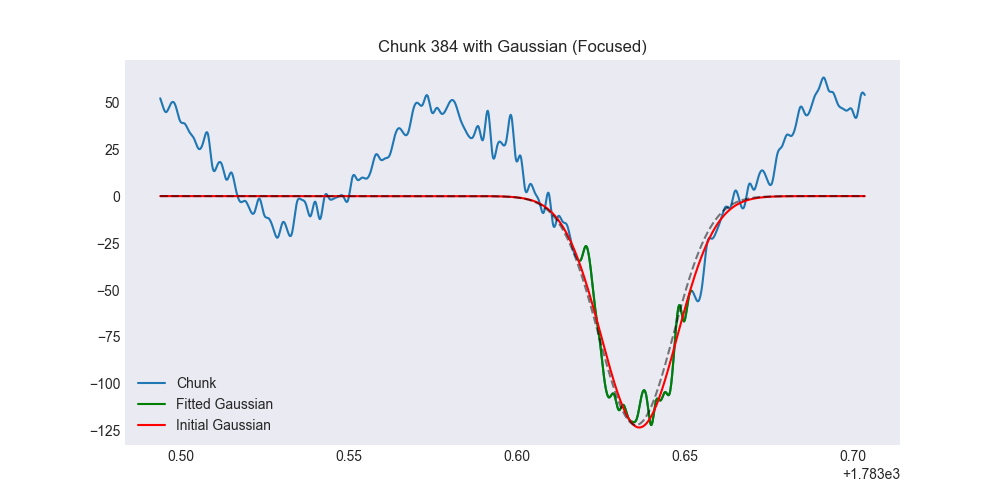 Chunk 384 with Gaussian (Focused)
50
25
0
−25
−50
−75
−100
−125
Chunk
Fitted Gaussian
Initial Gaussian
0.50 0.55 0.60 0.65 0.70
+1.783e3